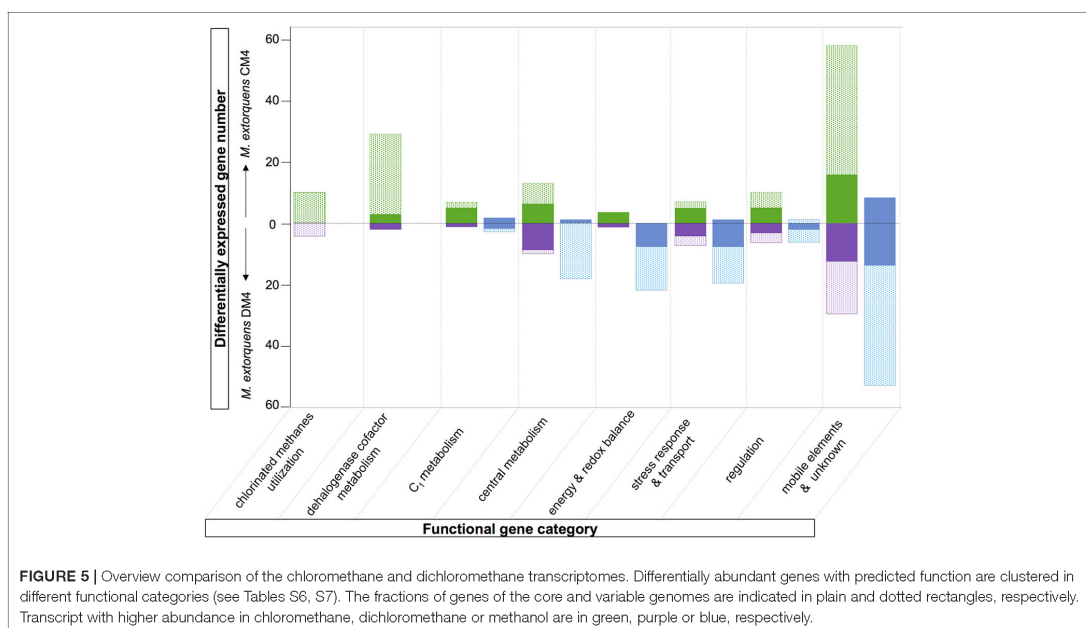 Differentially expressed gene number
M. extorquens CM4
M. extorquens DM4
60
40
20
0
20
40
60
chlorinated methanes
utilization
dehalogenase cofactor
metabolism
C1 metabolism
central metabolism
energy & redox balance
stress response
& transport
regulation
mobile elements
& unknown
Functional gene category
FIGURE 5 | Overview comparison of the chloromethane and dichloromethane transcriptomes. Differentially abundant genes with predicted function are clustered in
different functional categories (see Tables S6, S7). The fractions of genes of the core and variable genomes are indicated in plain and dotted rectangles, respectively.
Transcript with higher abundance in chloromethane, dichloromethane or methanol are in green, purple or blue, respectively.